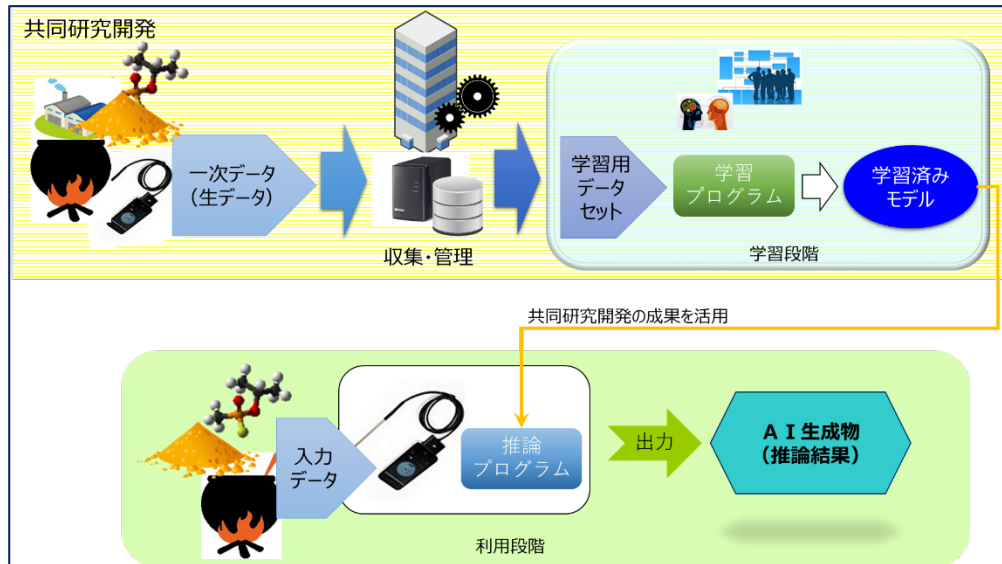 共同研究開発
一次データ
（生データ）
収集・管理
学習用
データ
セット
学習
プログラム
学習済み
モデル
学習段階
共同研究開発の成果を活用
入力
データ
推論
プログラム
出力
ＡＩ生成物
（推論結果）
利用段階